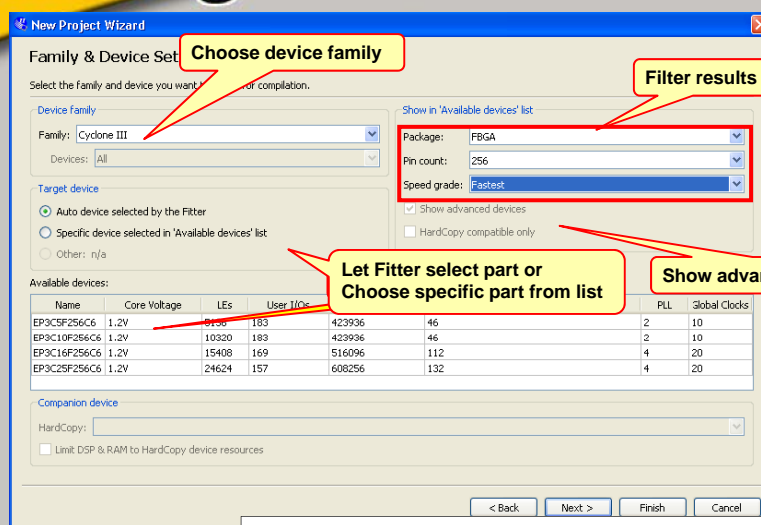 New Project Wizard
Family & Device Set
Choose device family
Select the family and device you want for compilation.
Filter results
Device family
Family: Cyclone III
Devices: All
Show in 'Available devices' list
Package: FBGA
Pin count: 256
Speed grade: Fastest
Show advanced devices
HardCopy compatible only
Target device
Auto device selected by the Fitter
Specific device selected in 'Available devices' list
Other: n/a
Let Fitter select part or
Choose specific part from list
Show advan
Available devices:
Name Core Voltage LEs User I/Os PLL Global Clocks
EP3C5F256C6 1.2V 5136 183 423936 46 2 10
EP3C10F256C6 1.2V 10320 183 423936 46 2 10
EP3C16F256C6 1.2V 15408 169 516096 112 4 20
EP3C25F256C6 1.2V 24624 157 608256 132 4 20
Companion device
HardCopy:
Limit DSP & RAM to HardCopy device resources
< Back Next > Finish Cancel